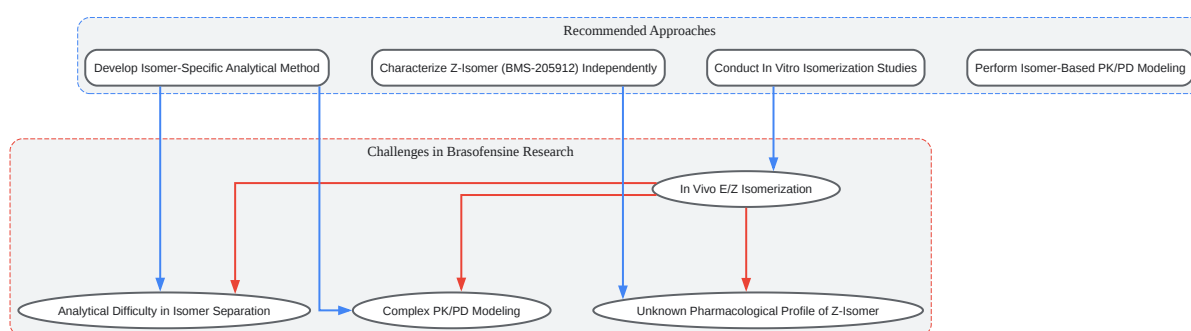 Recommended Approaches
Develop Isomer-Specific Analytical Method
Characterize Z-Isomer (BMS-205912) Independently
Conduct In Vitro Isomerization Studies
Perform Isomer-Based PK/PD Modeling
Challenges in Brasofensine Research
In Vivo E/Z Isomerization
Analytical Difficulty in Isomer Separation
Complex PK/PD Modeling
Unknown Pharmacological Profile of Z-Isomer